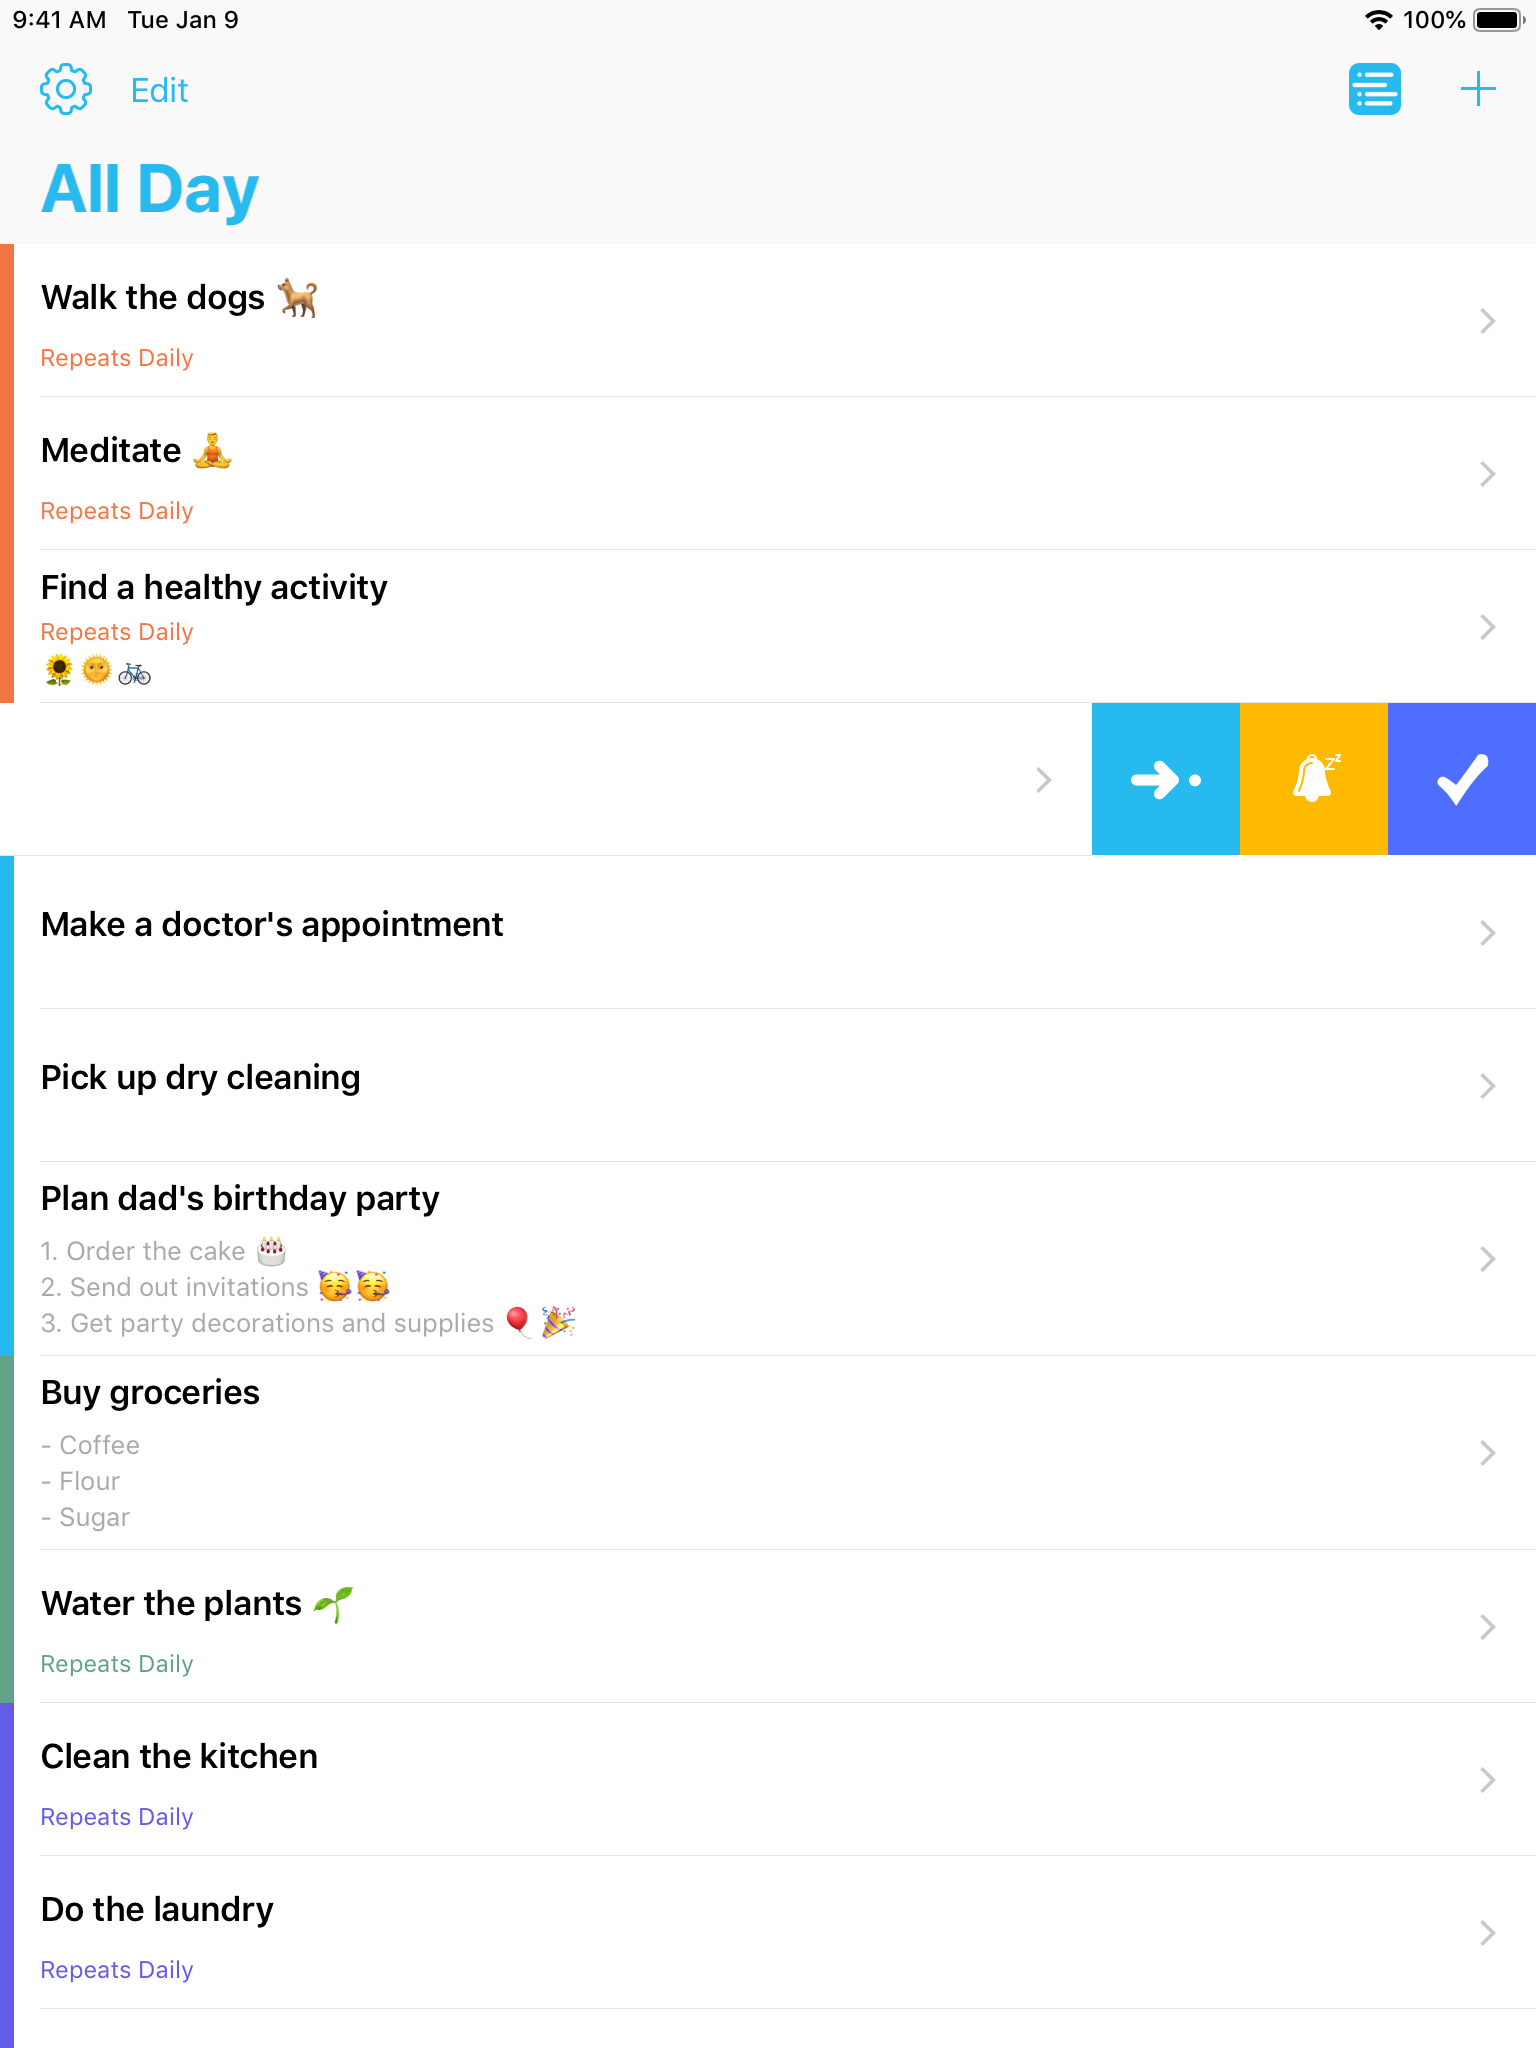 9:41 AM Tue Jan 9 100%
Edit
All Day
Walk the dogs 🐕
Repeats Daily
Meditate 🧘
Repeats Daily
Find a healthy activity
Repeats Daily
🌻🌞🚲
zz
Make a doctor's appointment
Pick up dry cleaning
Plan dad's birthday party
1. Order the cake 🎂
2. Send out invitations 🥳🥳
3. Get party decorations and supplies 🎈🎉
Buy groceries
- Coffee
- Flour
- Sugar
Water the plants 🌱
Repeats Daily
Clean the kitchen
Repeats Daily
Do the laundry
Repeats Daily